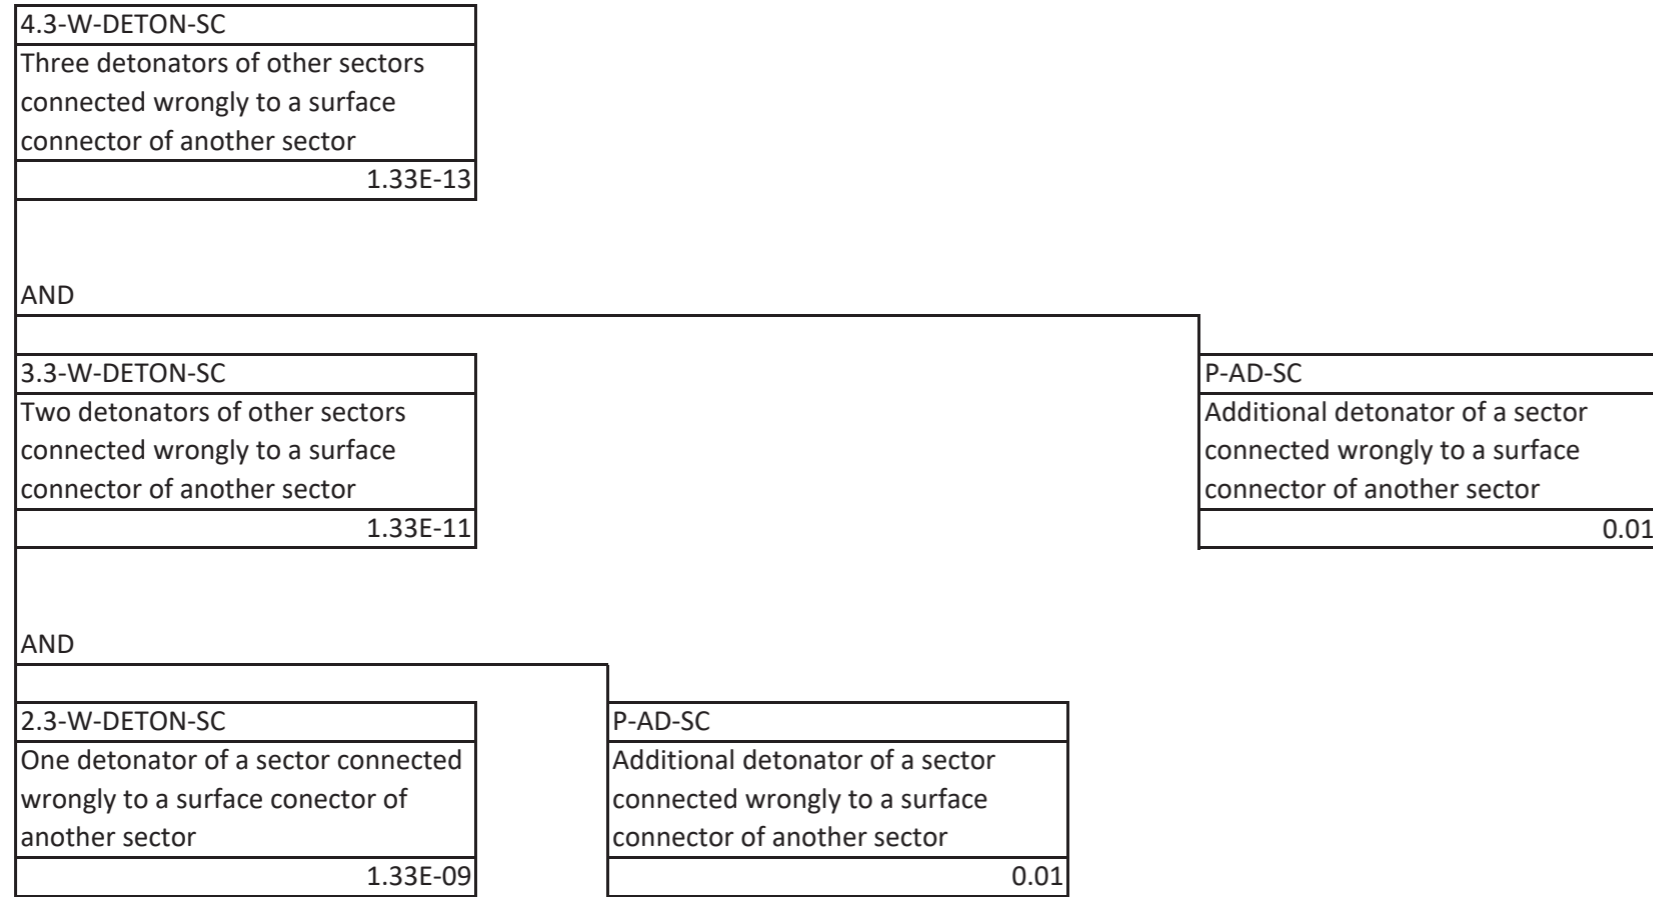 4.3-W-DETON-SC
Three detonators of other sectors
connected wrongly to a surface
connector of another sector
1.33E-13
AND
3.3-W-DETON-SC
Two detonators of other sectors
connected wrongly to a surface
connector of another sector
1.33E-11
P-AD-SC
Additional detonator of a sector
connected wrongly to a surface
connector of another sector
0.01
AND
2.3-W-DETON-SC
One detonator of a sector connected
wrongly to a surface conector of
another sector
1.33E-09
P-AD-SC
Additional detonator of a sector
connected wrongly to a surface
connector of another sector
0.01